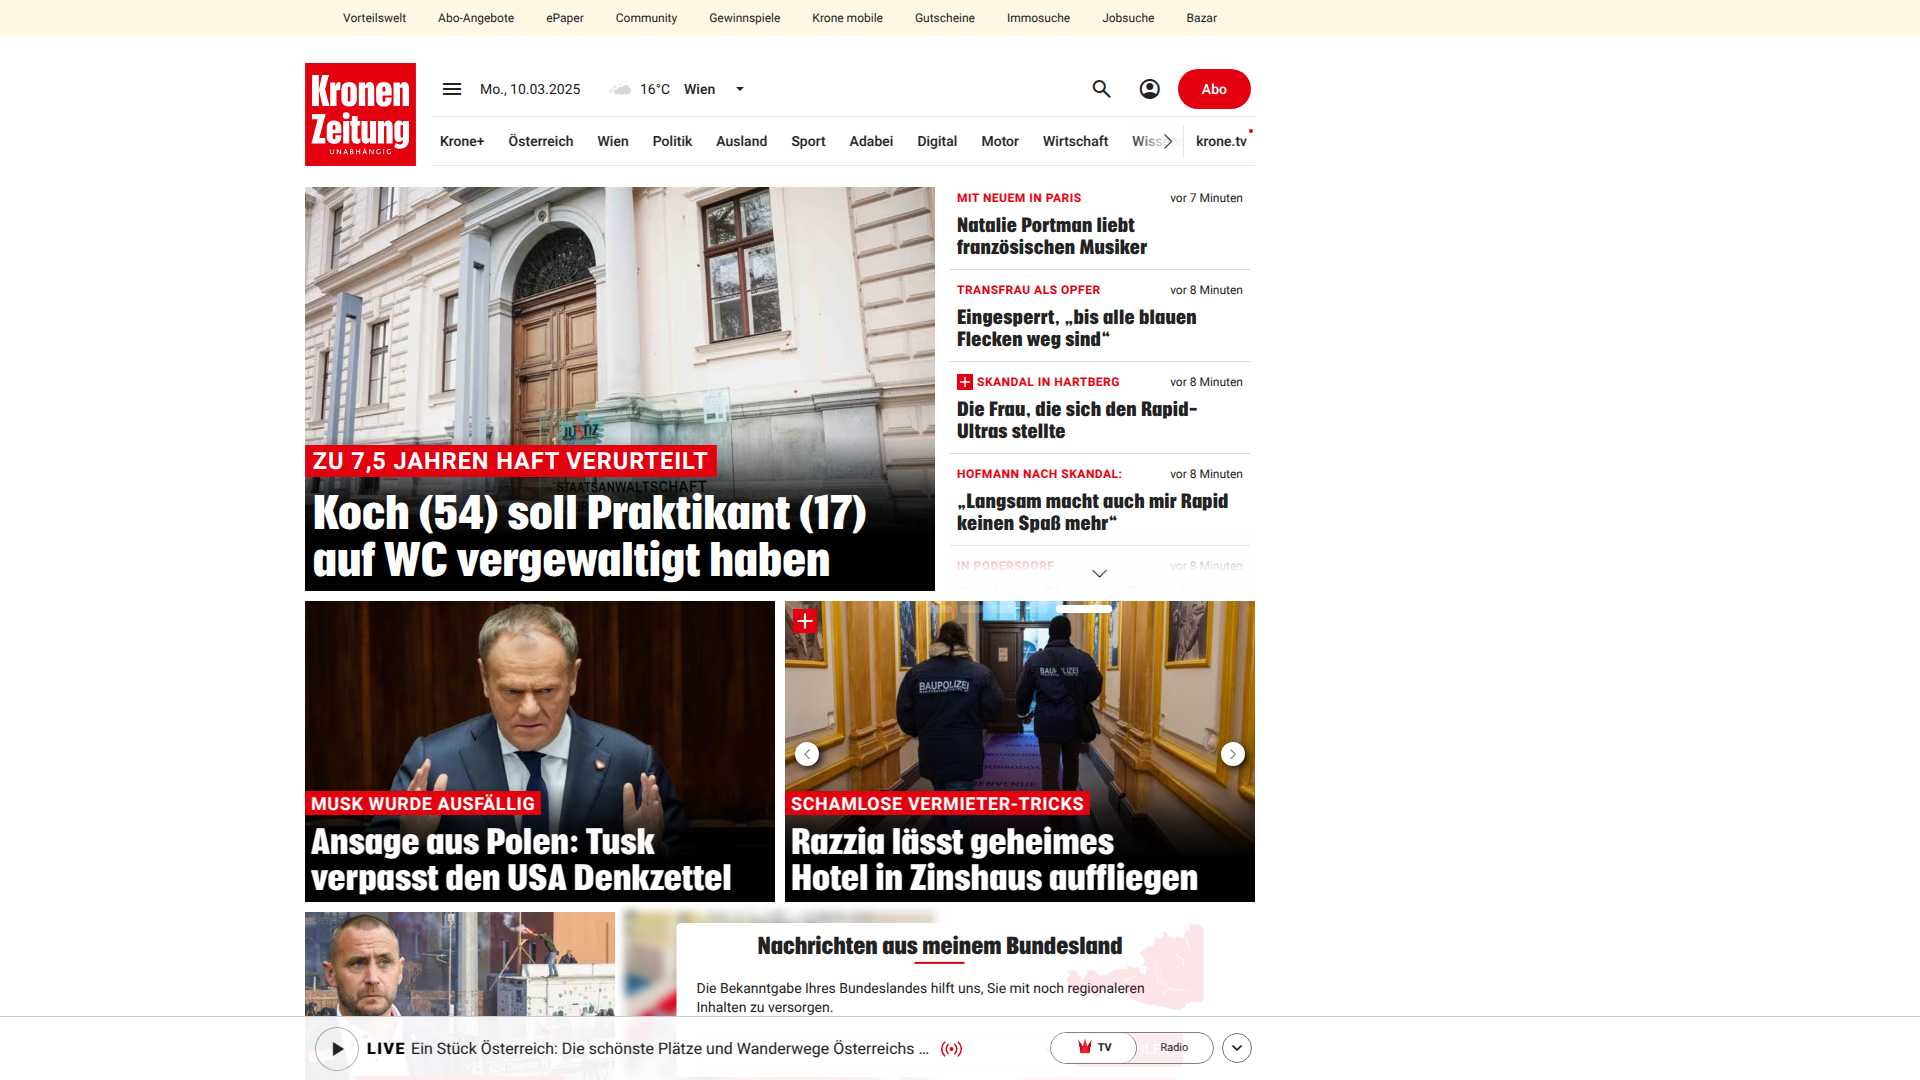 Vorteilswelt Abo-Angebote ePaper Community Gewinnspiele Krone mobile Gutscheine Immosuche Jobsuche Bazar
Kronen
Zeitung
UNABHÄNGIG
Mo., 10.03.2025 16°C Wien
Abo
Krone+ Österreich Wien Politik Ausland Sport Adabei Digital Motor Wirtschaft krone.tv
JUSTIZ
STAATSANWALTSCHAFT
ZU 7,5 JAHREN HAFT VERURTEILT
Koch (54) soll Praktikant (17)
auf WC vergewaltigt haben
MIT NEUEM IN PARIS vor 7 Minuten
Natalie Portman liebt
französischen Musiker
TRANSFRAU ALS OPFER vor 8 Minuten
Eingesperrt, „bis alle blauen
Flecken weg sind“
SKANDAL IN HARTBERG vor 8 Minuten
Die Frau, die sich den Rapid-
Ultras stellte
HOFMANN NACH SKANDAL: vor 8 Minuten
„Langsam macht auch mir Rapid
keinen Spaß mehr“
IN PODERSDORF vor 8 Minuten
MUSK WURDE AUSFÄLLIG
Ansage aus Polen: Tusk
verpasst den USA Denkzettel
BAUPOLIZEI
BAUPOLIZEI
SCHAMLOSE VERMIETER-TRICKS
Razzia lässt geheimes
Hotel in Zinshaus auffliegen
Nachrichten aus meinem Bundesland
Die Bekanntgabe Ihres Bundeslandes hilft uns, Sie mit noch regionaleren
Inhalten zu versorgen.
LIVE Ein Stück Österreich: Die schönste Plätze und Wanderwege Österreichs ...
TV Radio